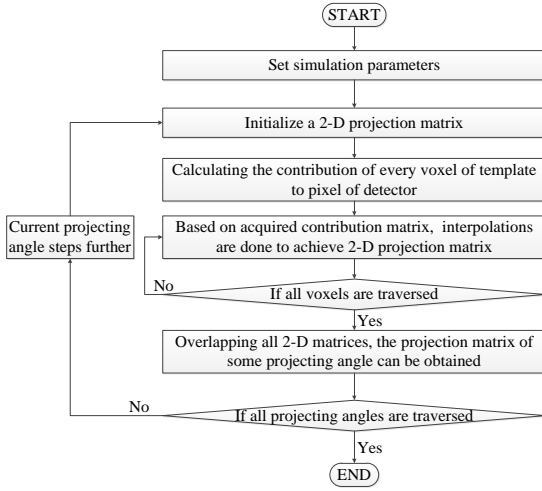 START
Set simulation parameters
Initialize a 2-D projection matrix
Calculating the contribution of every voxel of template
to pixel of detector
Current projecting
angle steps further
Based on acquired contribution matrix, interpolations
are done to achieve 2-D projection matrix
No
If all voxels are traversed
Yes
Overlapping all 2-D matrices, the projection matrix of
some projecting angle can be obtained
No
If all projecting angles are traversed
Yes
END